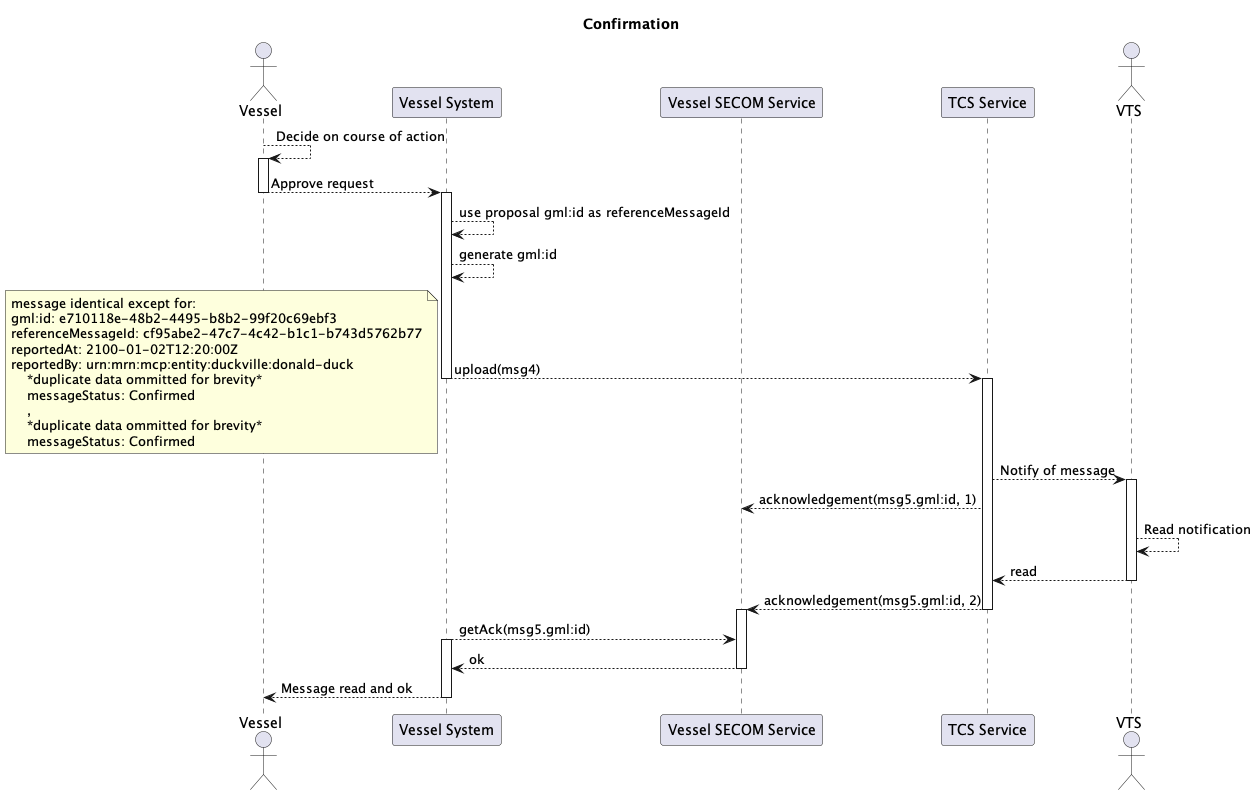 Confirmation
Vessel
Vessel System
Vessel SECOM Service
TCS Service
VTS
Decide on course of action
Approve request
use proposal gml:id as referenceMessageId
generate gml:id
message identical except for:
gml:id: e710118e-48b2-4495-b8b2-99f20c69ebf3
referenceMessageId: cf95abe2-47c7-4c42-b1c1-b743d5762b77
reportedAt: 2100-01-02T12:20:00Z
reportedBy: urn:mrn:mcp:entity:duckville:donald-duck
*duplicate data ommitted for brevity*
messageStatus: Confirmed
,
*duplicate data ommitted for brevity*
messageStatus: Confirmed
upload(msg4)
Notify of message
acknowledgement(msg5.gml:id, 1)
Read notification
read
acknowledgement(msg5.gml:id, 2)
getAck(msg5.gml:id)
ok
Message read and ok
Vessel
Vessel System
Vessel SECOM Service
TCS Service
VTS